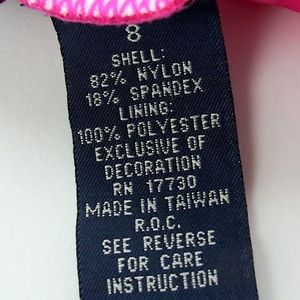 8
SHELL:
82% NYLON
18% SPANDEX
LINING:
100% POLYESTER
EXCLUSIVE OF
DECORATION
RN 17730
MADE IN TAIWAN
R.O.C.
SEE REVERSE
FOR CARE
INSTRUCTION